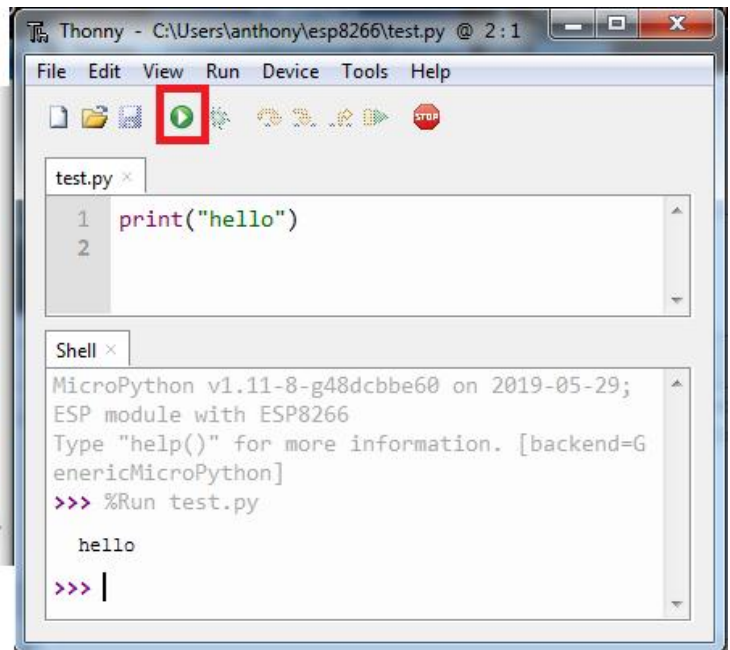 Thonny - C:\Users\anthony\esp8266\test.py @ 2:1
File Edit View Run Device Tools Help
STOP
test.py
1 print("hello")
2
Shell
MicroPython v1.11-8-g48dcbbe60 on 2019-05-29;
ESP module with ESP8266
Type "help()" for more information. [backend=G
enericMicroPython]
>>> %Run test.py
hello
>>>